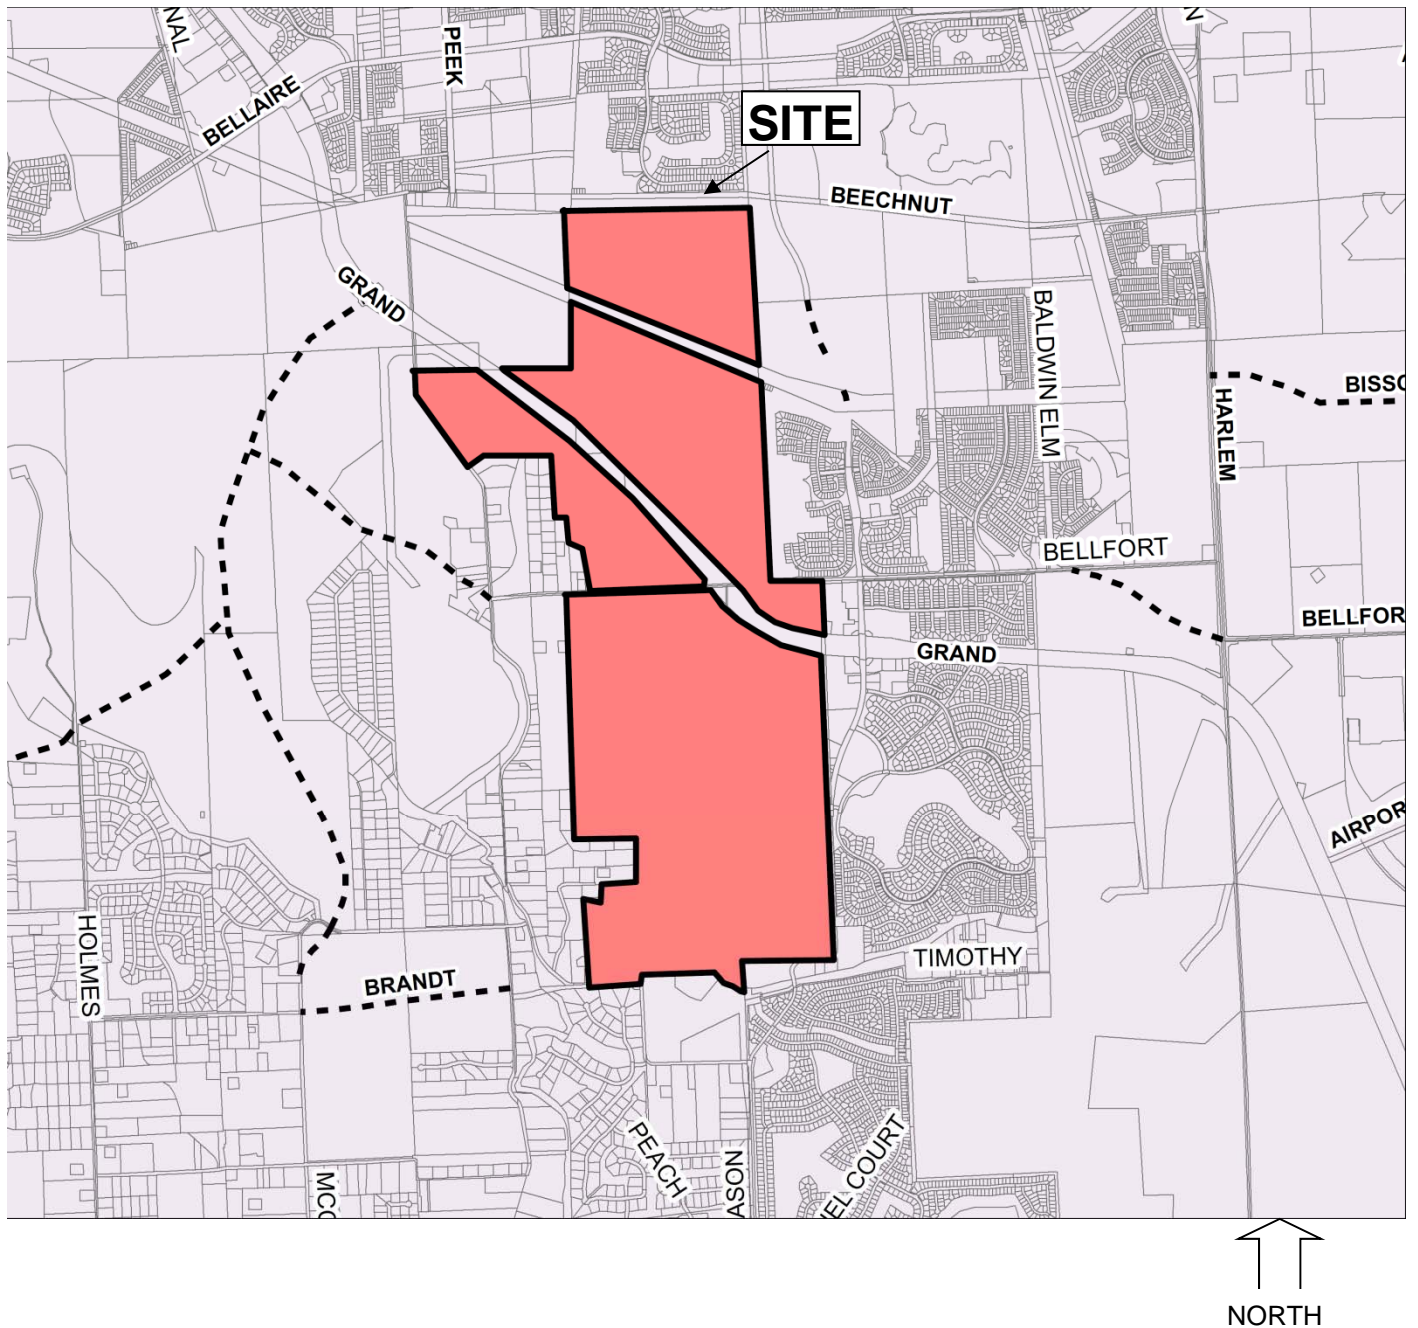 NAL
PEEK
N
BELLAIRE
SITE
BEECHNUT
GRAND
BALDWIN ELM
BISSO
HARLEM
BELLFORT
BELLFOR
GRAND
AIRPOR
HOLMES
BRANDT
TIMOTHY
PEACH
ASON
EL COURT
MCC
NORTH